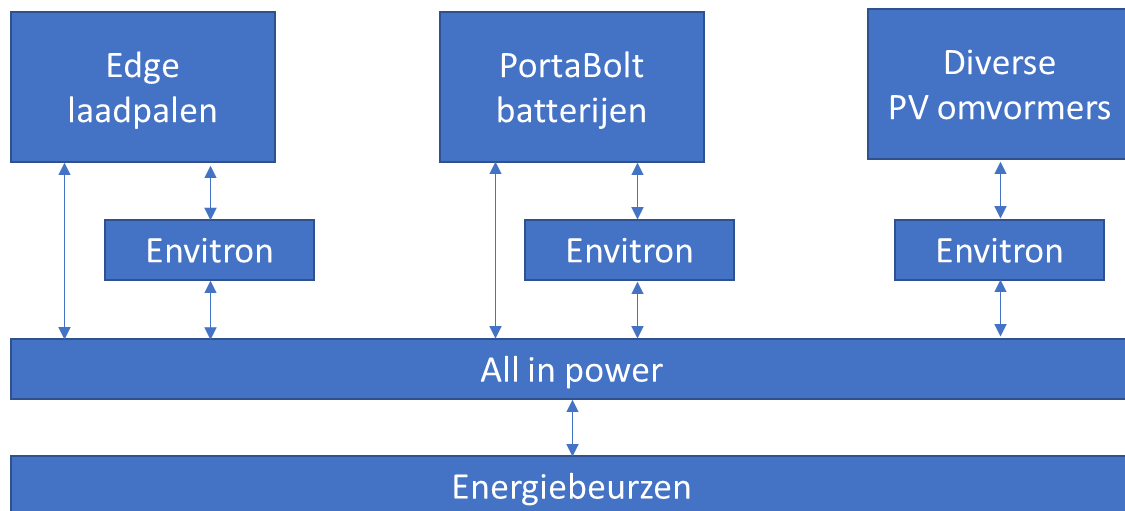 Edge
laadpalen
PortaBolt
batterijen
Diverse
PV omvormers
Envitron
Envitron
Envitron
All in power
Energiebeurzen